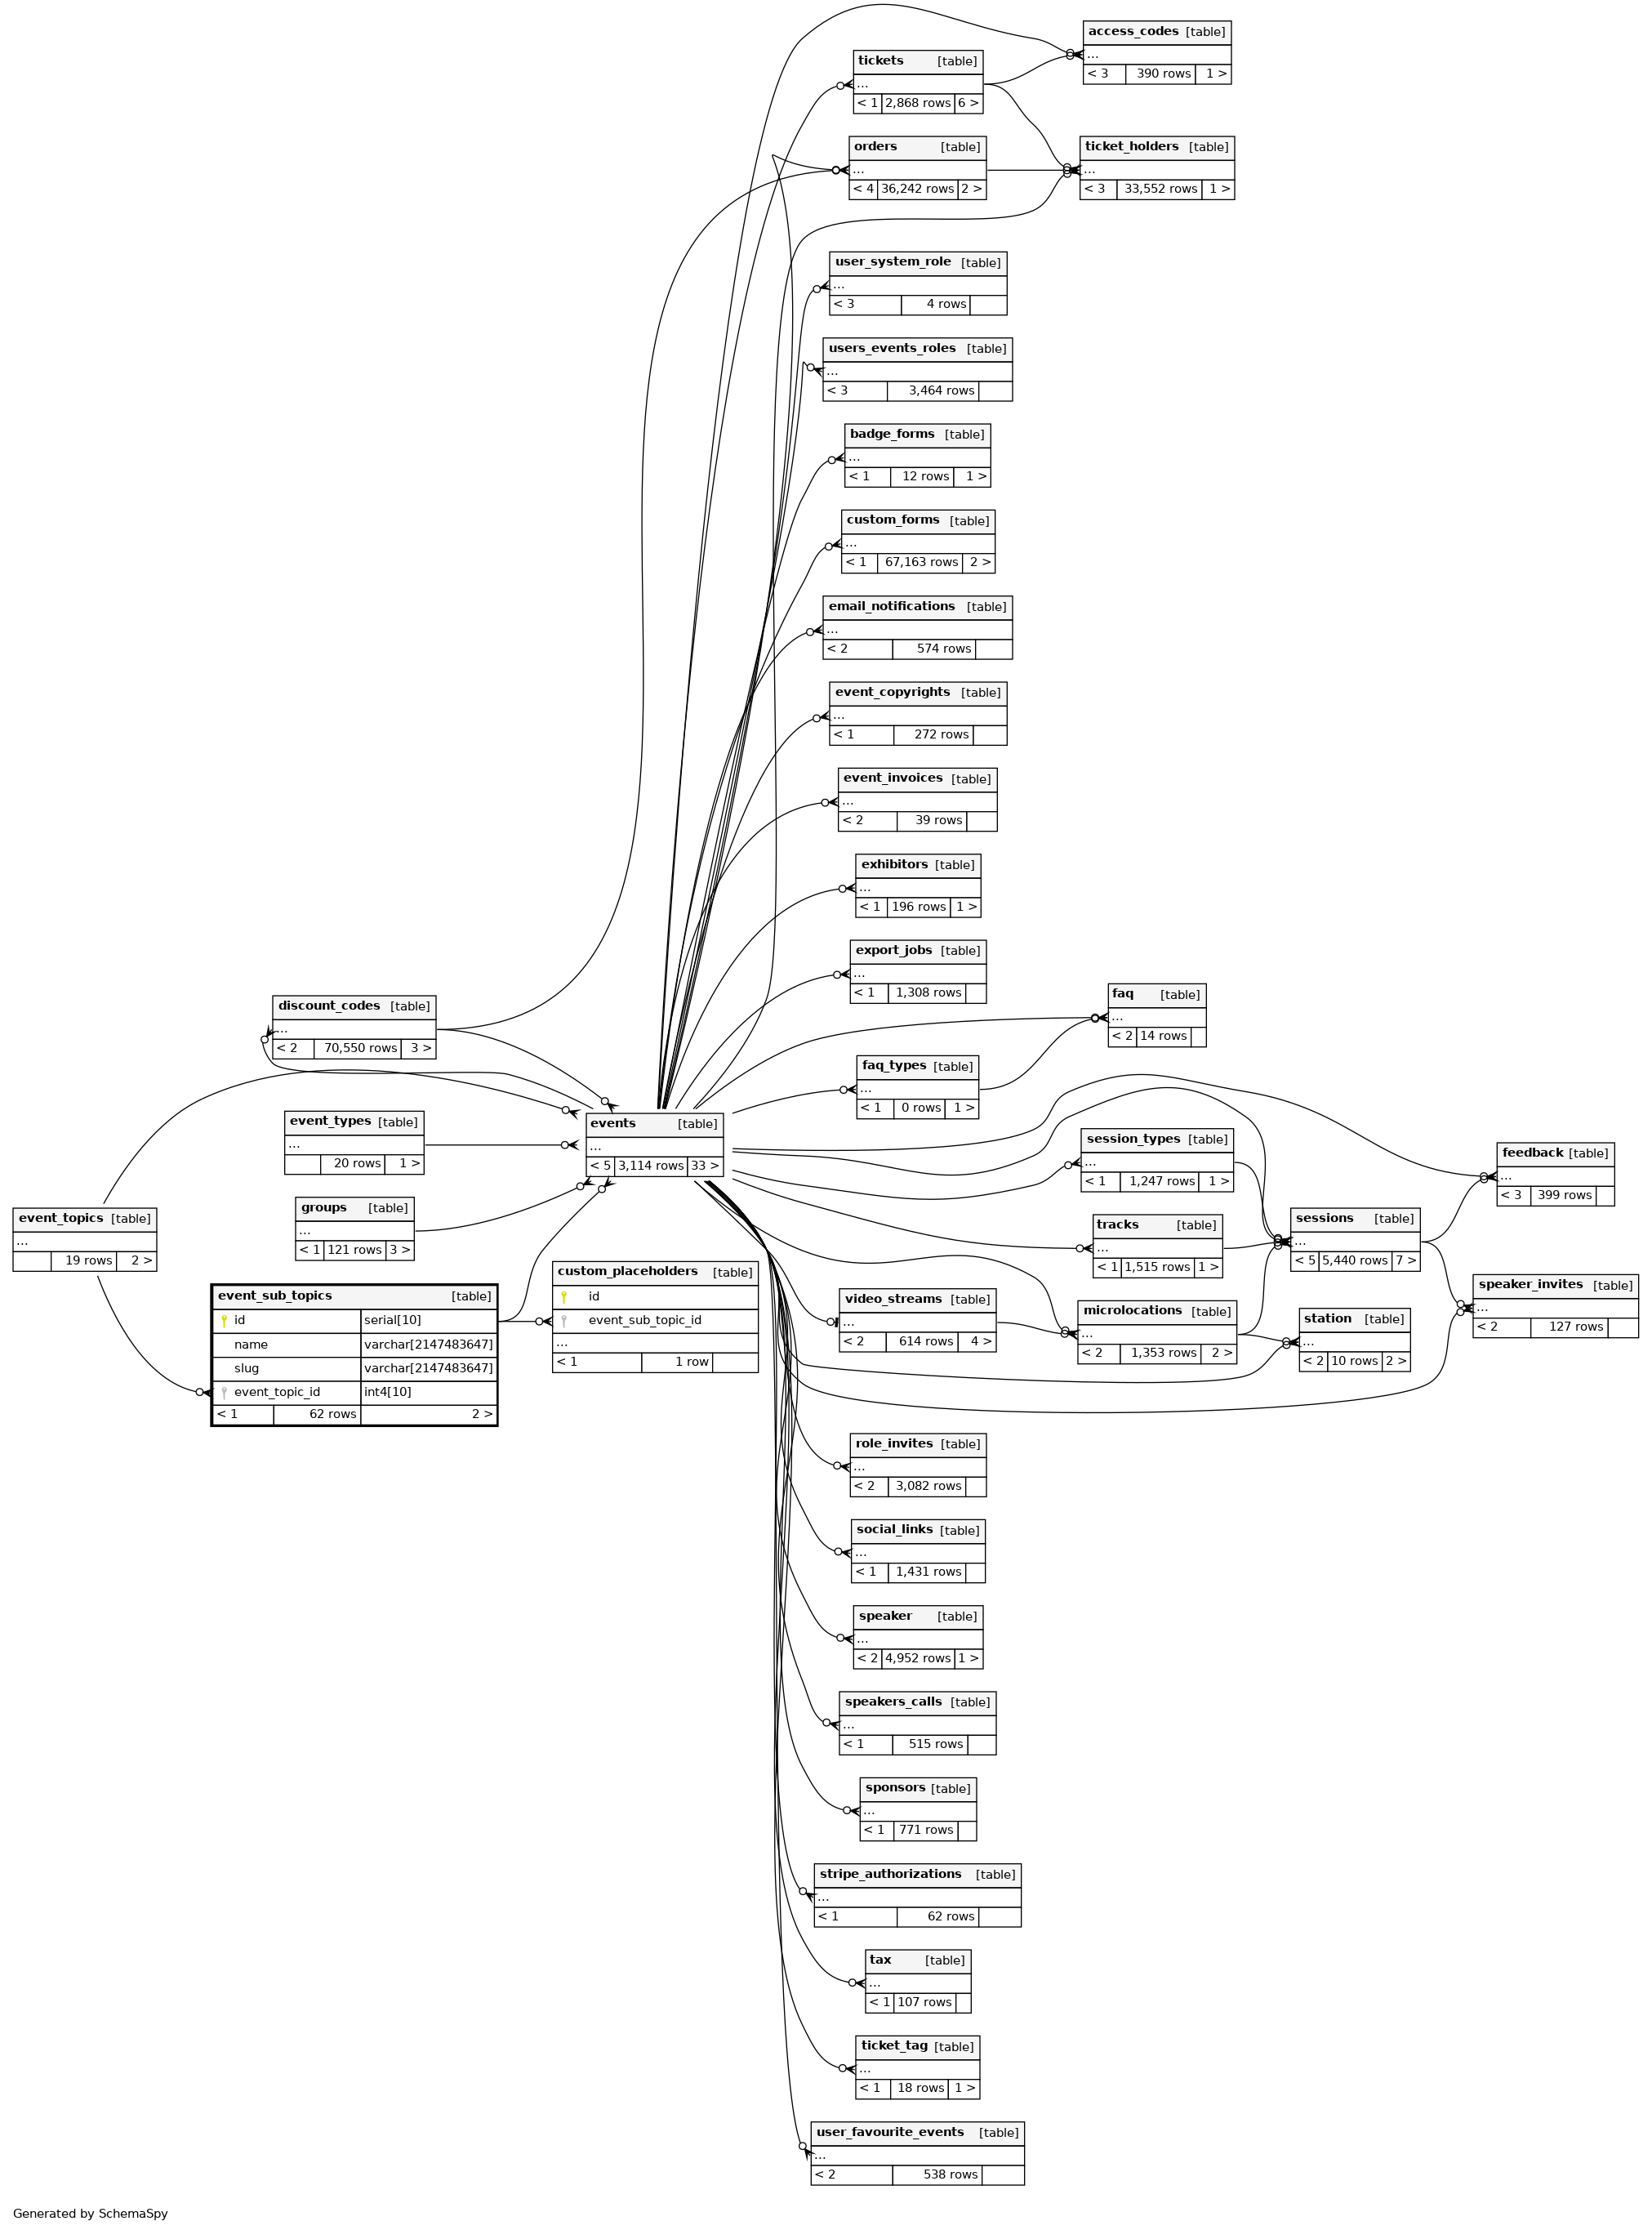 access_codes [table]
...
< 3 390 rows 1 >
tickets [table]
...
< 1 2,868 rows 6 >
orders [table]
...
< 4 36,242 rows 2 >
ticket_holders [table]
...
< 3 33,552 rows 1 >
user_system_role [table]
...
< 3 4 rows
users_events_roles [table]
...
< 3 3,464 rows
badge_forms [table]
...
< 1 12 rows 1 >
custom_forms [table]
...
< 1 67,163 rows 2 >
email_notifications [table]
...
< 2 574 rows
event_copyrights [table]
...
< 1 272 rows
event_invoices [table]
...
< 2 39 rows
exhibitors [table]
...
< 1 196 rows 1 >
export_jobs [table]
...
< 1 1,308 rows
discount_codes [table]
...
< 2 70,550 rows 3 >
faq [table]
...
< 2 14 rows
faq_types [table]
...
< 1 0 rows 1 >
event_types [table]
...
20 rows 1 >
events [table]
...
< 5 3,114 rows 33 >
session_types [table]
...
< 1 1,247 rows 1 >
feedback [table]
...
< 3 399 rows
groups [table]
...
< 1 121 rows 3 >
event_topics [table]
...
19 rows 2 >
tracks [table]
...
< 1 1,515 rows 1 >
sessions [table]
...
< 5 5,440 rows 7 >
event_sub_topics [table]
id serial[10]
name varchar[2147483647]
slug varchar[2147483647]
event_topic_id int4[10]
< 1 62 rows 2 >
custom_placeholders [table]
id
event_sub_topic_id
...
< 1 1 row
video_streams [table]
...
< 2 614 rows 4 >
microlocations [table]
...
< 2 1,353 rows 2 >
station [table]
...
< 2 10 rows 2 >
speaker_invites [table]
...
< 2 127 rows
role_invites [table]
...
< 2 3,082 rows
social_links [table]
...
< 1 1,431 rows
speaker [table]
...
< 2 4,952 rows 1 >
speakers_calls [table]
...
< 1 515 rows
sponsors [table]
...
< 1 771 rows
stripe_authorizations [table]
...
< 1 62 rows
tax [table]
...
< 1 107 rows
ticket_tag [table]
...
< 1 18 rows 1 >
user_favourite_events [table]
...
< 2 538 rows
Generated by SchemaSpy